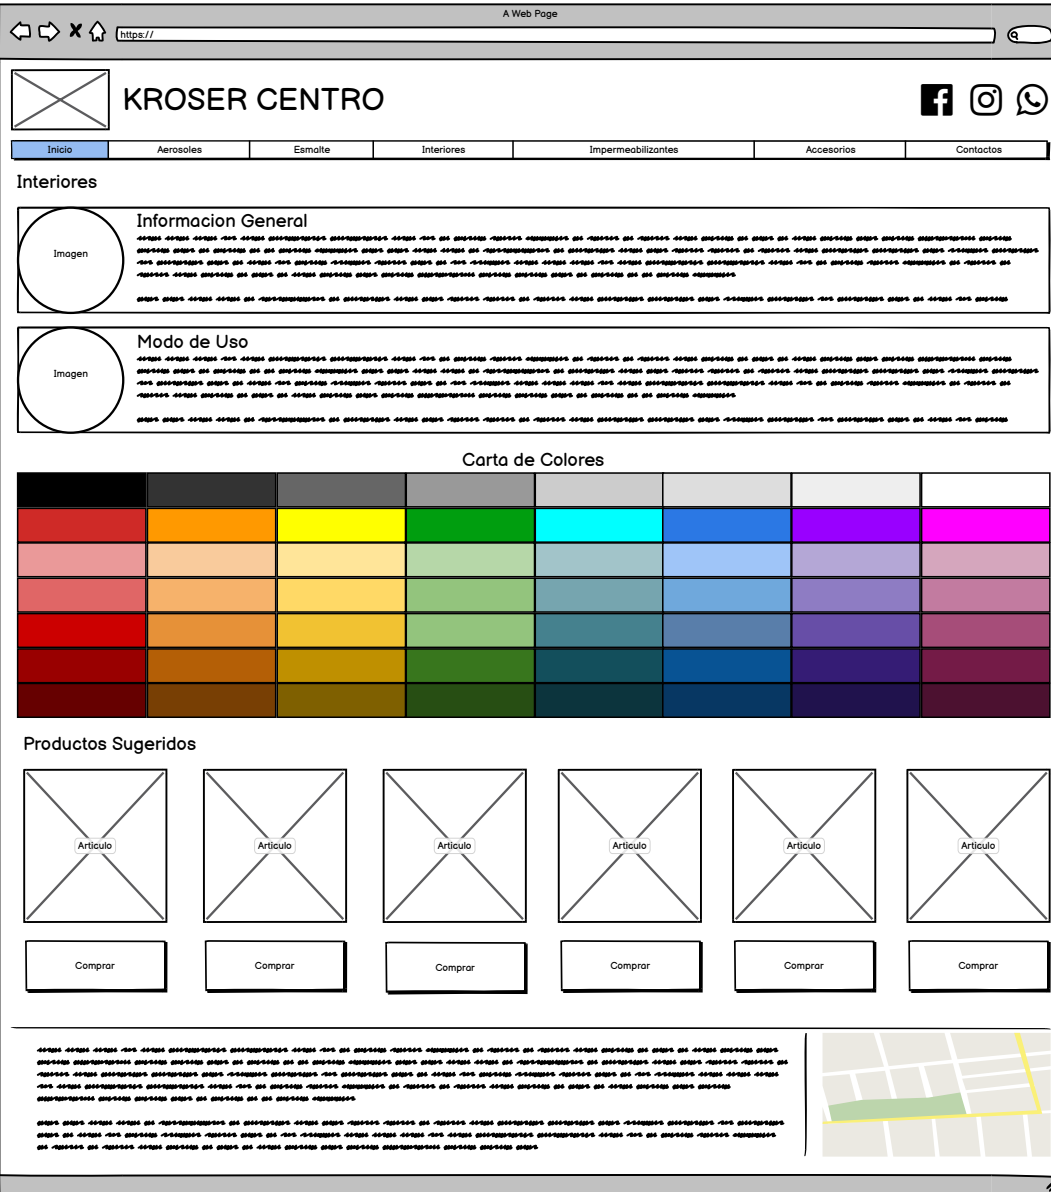 A Web Page
https://
KROSER CENTRO
Inicio Aerosoles Esmalte Interiores Impermeabilizantes Accesorios Contactos
Interiores
Informacion General
Imagen
Modo de Uso
Imagen
Carta de Colores
Productos Sugeridos
Articulo Articulo Articulo Articulo Articulo Articulo
Comprar Comprar Comprar Comprar Comprar Comprar